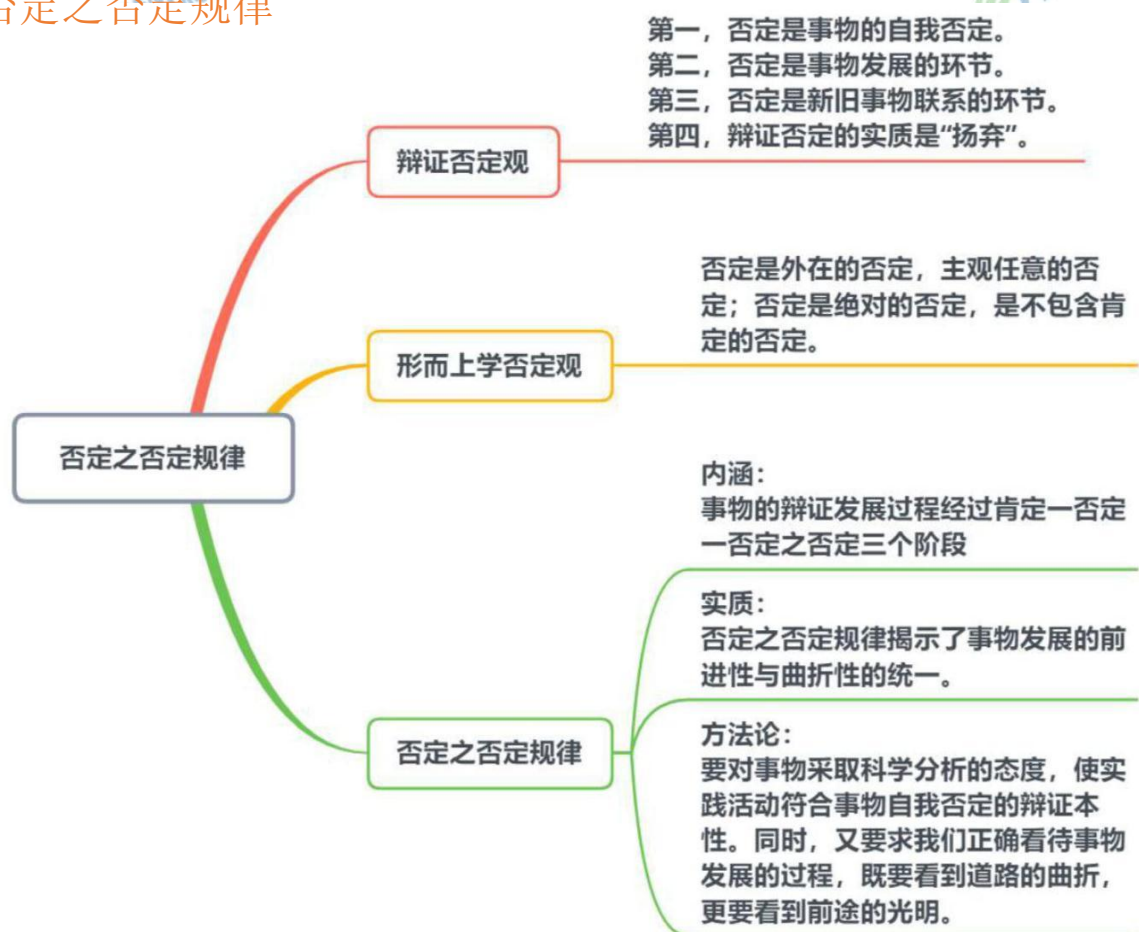 否定之否定规律
第一，否定是事物的自我否定。
第二，否定是事物发展的环节。
第三，否定是新旧事物联系的环节。
第四，辩证否定的实质是“扬弃”。
辩证否定观
否定是外在的否定，主观任意的否
定；否定是绝对的否定，是不包含肯
定的否定。
形而上学否定观
否定之否定规律
内涵：
事物的辩证发展过程经过肯定一否定
一否定之否定三个阶段
实质：
否定之否定规律揭示了事物发展的前
进性与曲折性的统一。
否定之否定规律
方法论：
要对事物采取科学分析的态度，使实
践活动符合事物自我否定的辩证本
性。同时，又要求我们正确看待事物
发展的过程，既要看到道路的曲折，
更要看到前途的光明。